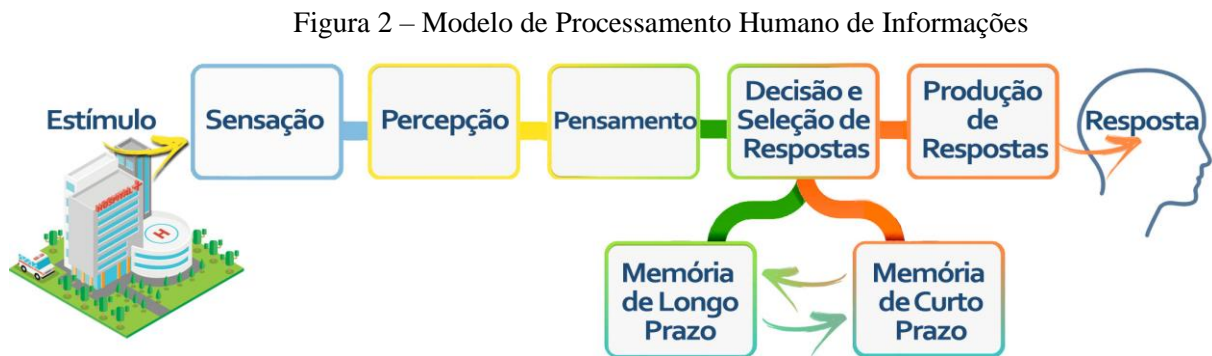 Figura 2 – Modelo de Processamento Humano de Informações
Estímulo
Sensação
Percepção
Pensamento
Decisão e
Seleção de
Respostas
Produção
de
Respostas
Resposta
Memória
de Longo
Prazo
Memória
de Curto
Prazo
H